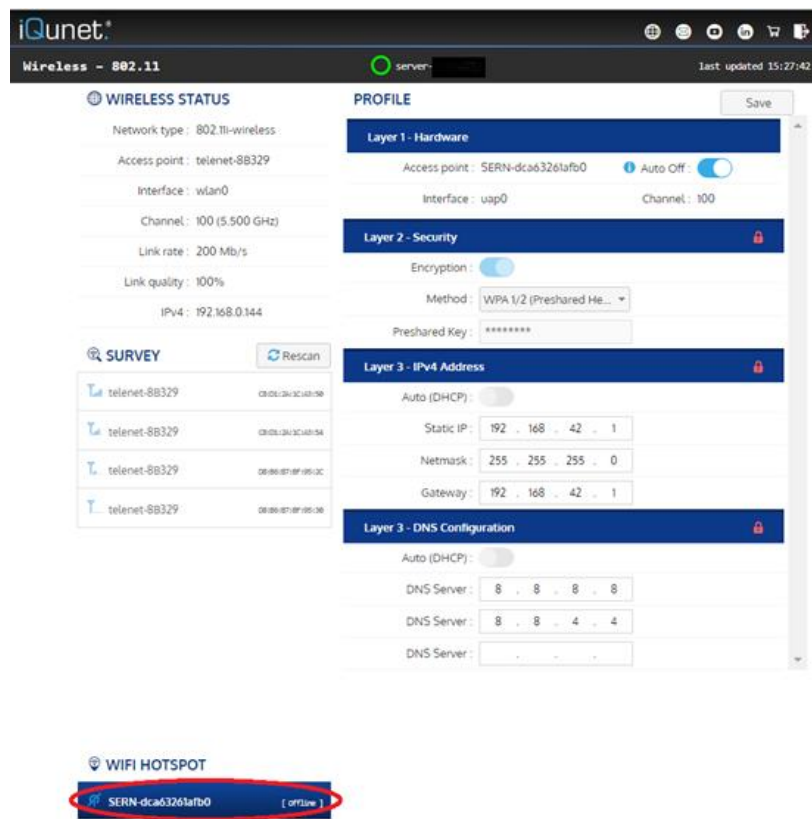 iQunet:
Wireless - 802.11
server-
last updated 15:27:42
WIRELESS STATUS
Network type : 802.11i-wireless
Access point : telenet-8B329
Interface : wlan0
Channel : 100 (5.500 GHz)
Link rate : 200 Mb/s
Link quality : 100%
IPv4 : 192.168.0.144
SURVEY
Rescan
telenet-8B329
telenet-8B329
telenet-8B329
telenet-8B329
WIFI HOTSPOT
SERN-dca63261afb0 [ offline ]
PROFILE
Save
Layer 1 - Hardware
Access point : SERN-dca63261afb0 Auto Off :
Interface : uap0 Channel : 100
Layer 2 - Security
Encryption :
Method : WPA 1/2 (Preshared He...
Preshared Key : ********
Layer 3 - IPv4 Address
Auto (DHCP) :
Static IP : 192 . 168 . 42 . 1
Netmask : 255 . 255 . 255 . 0
Gateway : 192 . 168 . 42 . 1
Layer 3 - DNS Configuration
Auto (DHCP) :
DNS Server : 8 . 8 . 8 . 8
DNS Server : 8 . 8 . 4 . 4
DNS Server : . . .